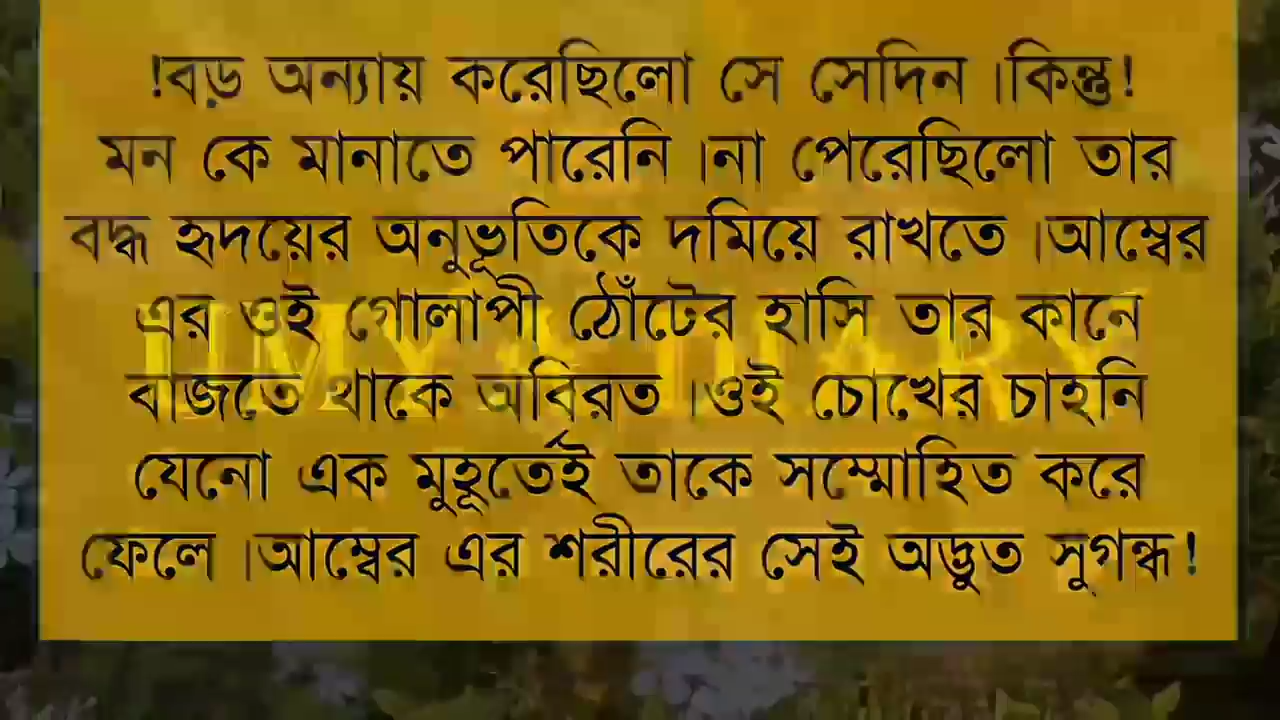 !বড় অন্যায় করেছিলো সে সেদিন ।কিন্তু!
মন কে মানাতে পারেনি ।না পেরেছিলো তার
বদ্ধ হৃদয়ের অনুভূতিকে দমিয়ে রাখতে ।আম্বের
এর ওই গোলাপী ঠোঁটের হাসি তার কানে
বাজতে থাকে অবিরত ।ওই চোখের চাহনি
যেনো এক মুহূর্তেই তাকে সম্মোহিত করে
ফেলে ।আম্বের এর শরীরের সেই অদ্ভুত সুগন্ধ!